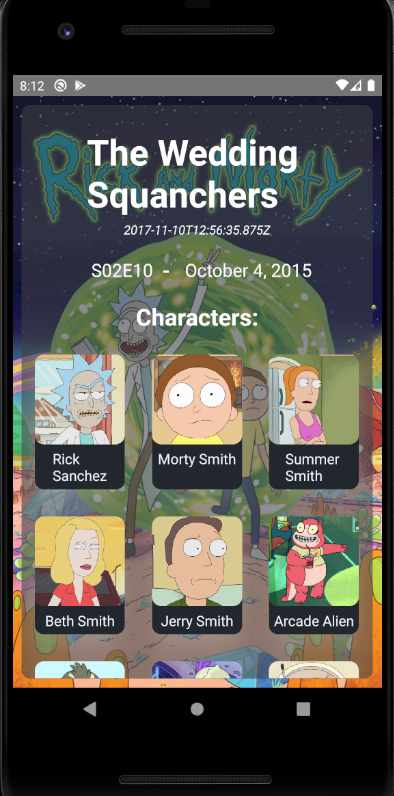 8:12
Rick and Morty
The Wedding
Squanchers
2017-11-10T12:56:35.875Z
S02E10 - October 4, 2015
Characters:
Rick
Sanchez
Morty Smith
Summer
Smith
Beth Smith
Jerry Smith
Arcade Alien